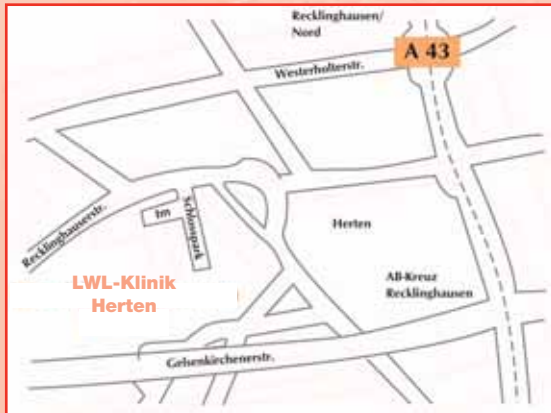 Recklinghausen/
Nord
A 43
Westerholterstr.
Recklinghauserstr.
Im
Schlosspark
Herten
LWL-Klinik
Herten
AB-Kreuz
Recklinghausen
Gelsenkirchenerstr.